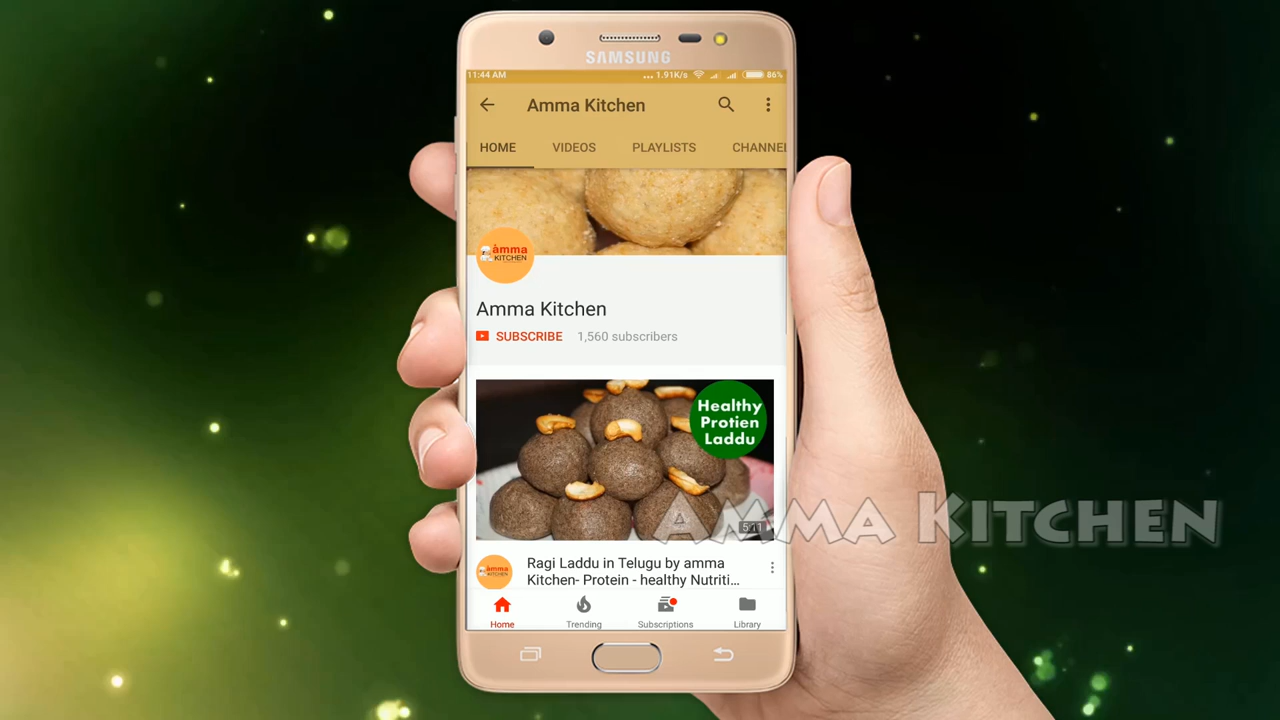 SAMSUNG
11:44 AM
... 1.91K/s 86%
Amma Kitchen
HOME VIDEOS PLAYLISTS CHANNEL
amma
KITCHEN
Amma Kitchen
SUBSCRIBE 1,560 subscribers
Healthy
Protien
Laddu
5:11
AMMA KITCHEN
amma
KITCHEN
Ragi Laddu in Telugu by amma
Kitchen- Protein - healthy Nutriti...
Home Trending Subscriptions Library